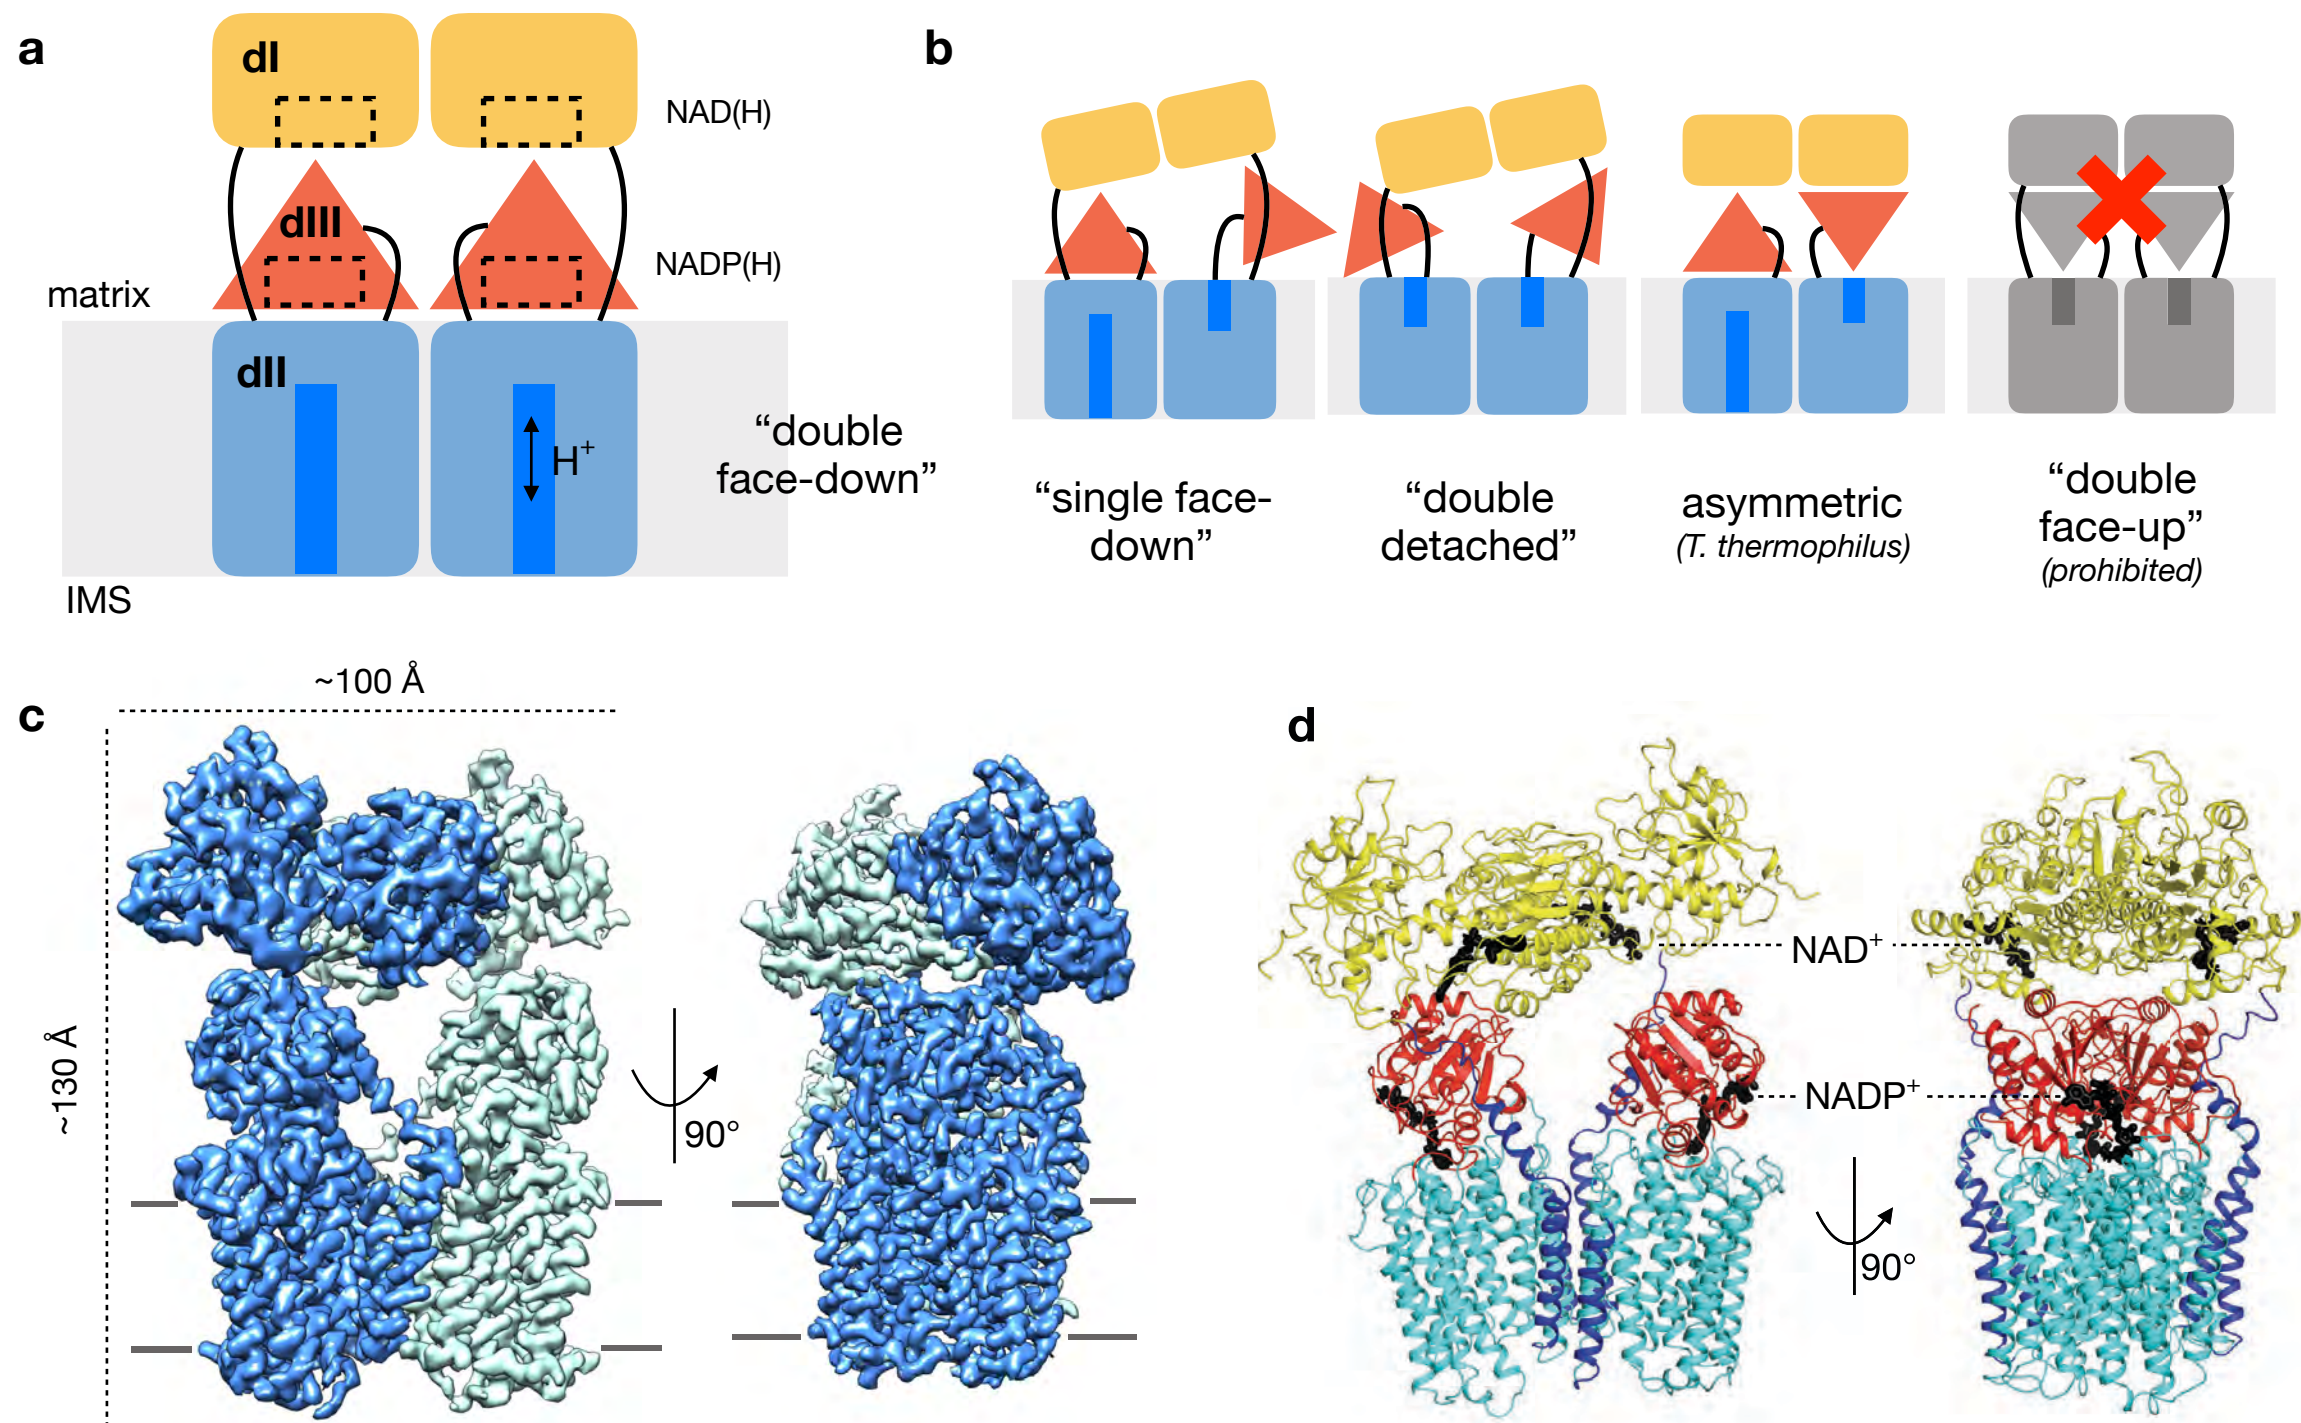 a
dI
NAD(H)
dIII
NADP(H)
matrix
dII
H⁺
“double
face-down”
IMS
b
“single face-
down”
“double
detached”
asymmetric
(T. thermophilus)
“double
face-up”
(prohibited)
c
~100 Å
~130 Å
90°
d
NAD⁺
NADP⁺
90°